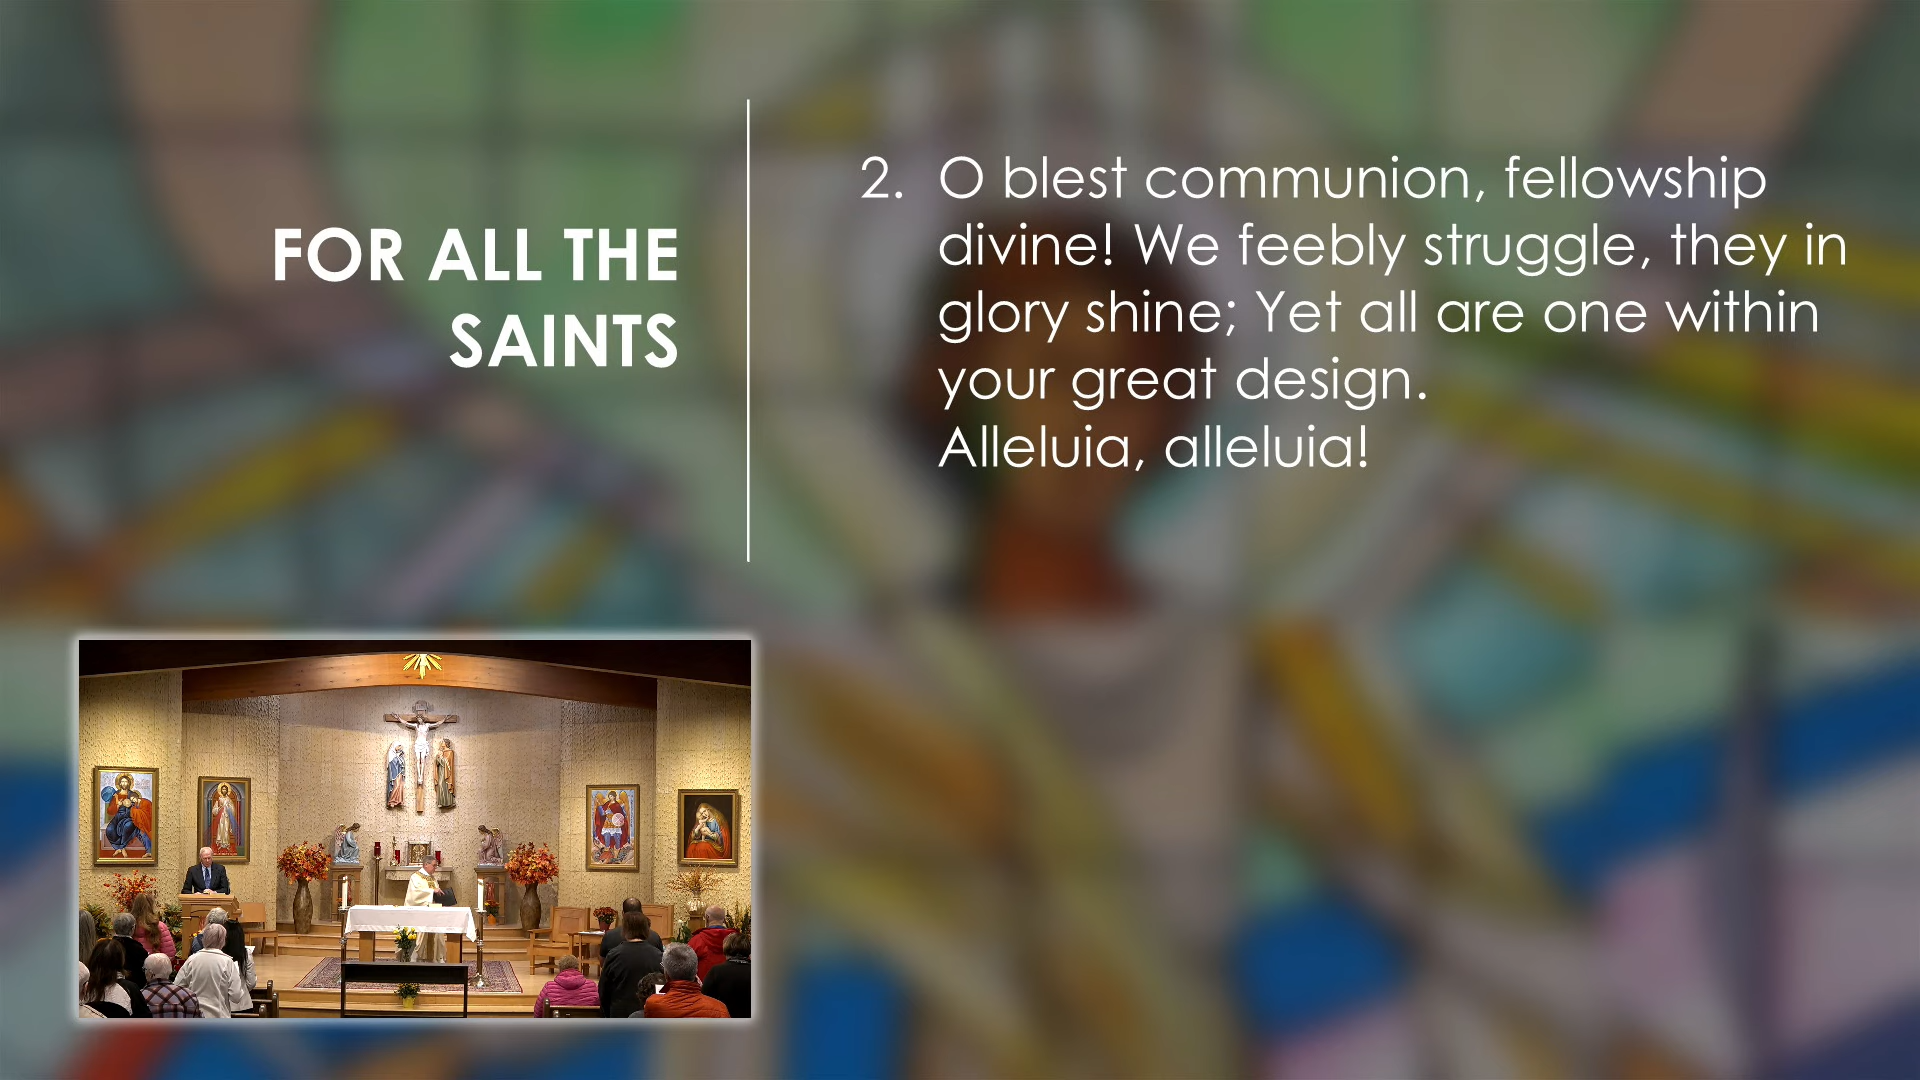 FOR ALL THE
SAINTS
2. O blest communion, fellowship
divine! We feebly struggle, they in
glory shine; Yet all are one within
your great design.
Alleluia, alleluia!